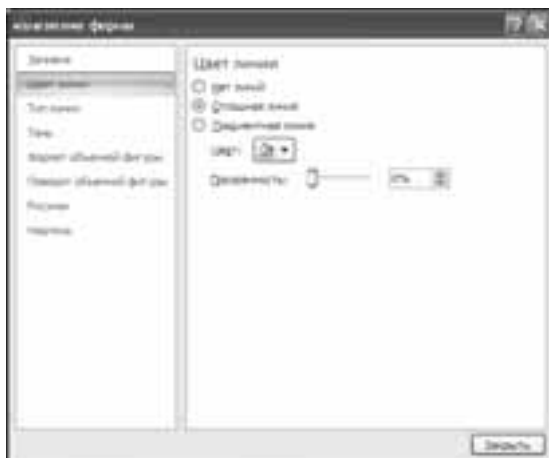 Заливка
Цвет линии
Тип линии
Тень
Формат объемной фигуры
Поворот объемной фигуры
Рисунок
Надпись
Цвет линии
Нет линий
Сплошная линия
Градиентная линия
Цвет:
Прозрачность: 0%
Закрыть